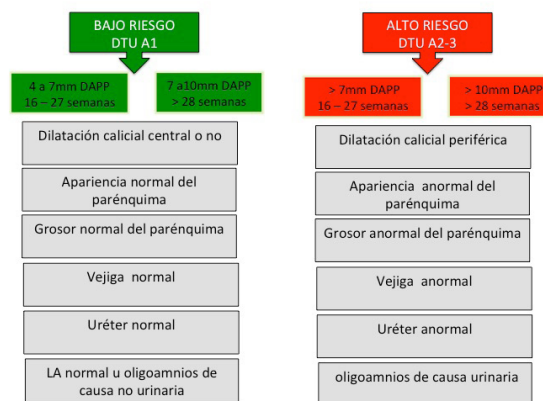 BAJO RIESGO
DTU A1
4 a 7mm DAPP
16 – 27 semanas
7 a10mm DAPP
> 28 semanas
Dilatación calicial central o no
Apariencia normal del
parénquima
Grosor normal del parénquima
Vejiga normal
Uréter normal
LA normal u oligoamnios de
causa no urinaria
ALTO RIESGO
DTU A2-3
> 7mm DAPP
16 – 27 semanas
> 10mm DAPP
> 28 semanas
Dilatación calicial periférica
Apariencia anormal del
parénquima
Grosor anormal del parénquima
Vejiga anormal
Uréter anormal
oligoamnios de causa urinaria